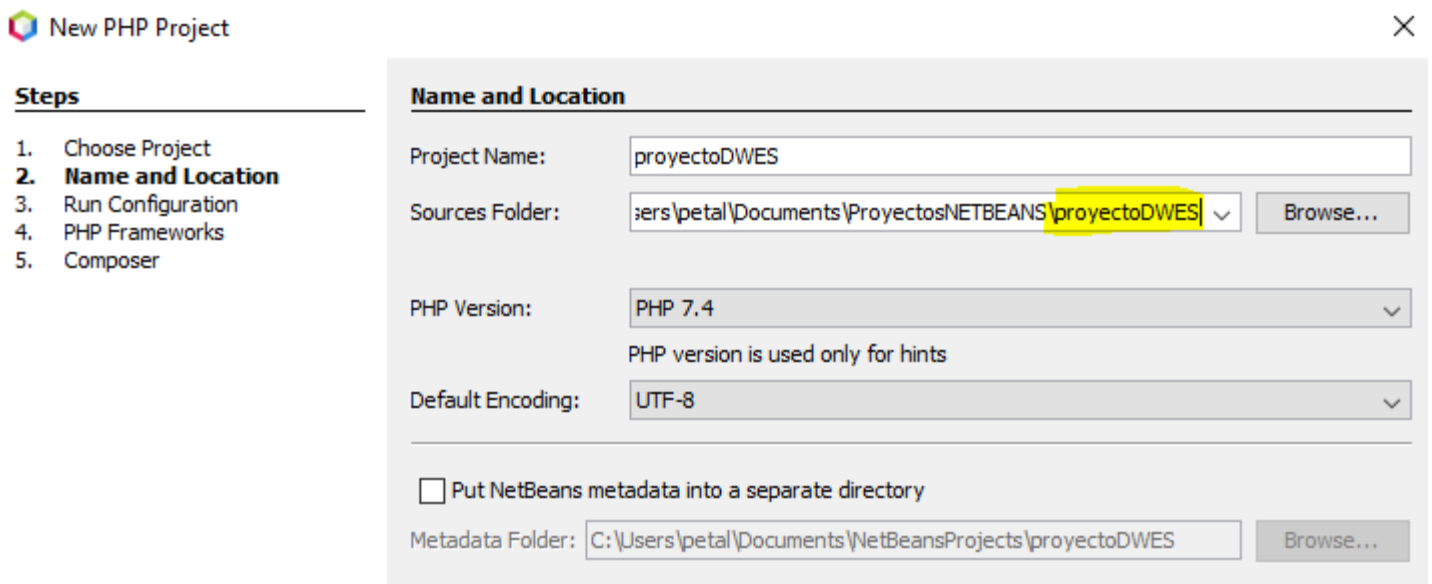 New PHP Project
Steps
1. Choose Project
2. Name and Location
3. Run Configuration
4. PHP Frameworks
5. Composer
Name and Location
Project Name: proyectoDWES
Sources Folder: sers\petal\Documents\ProyectosNETBEANS\proyectoDWES Browse...
PHP Version: PHP 7.4
PHP version is used only for hints
Default Encoding: UTF-8
Put NetBeans metadata into a separate directory
Metadata Folder: C:\Users\petal\Documents\NetBeansProjects\proyectoDWES Browse...